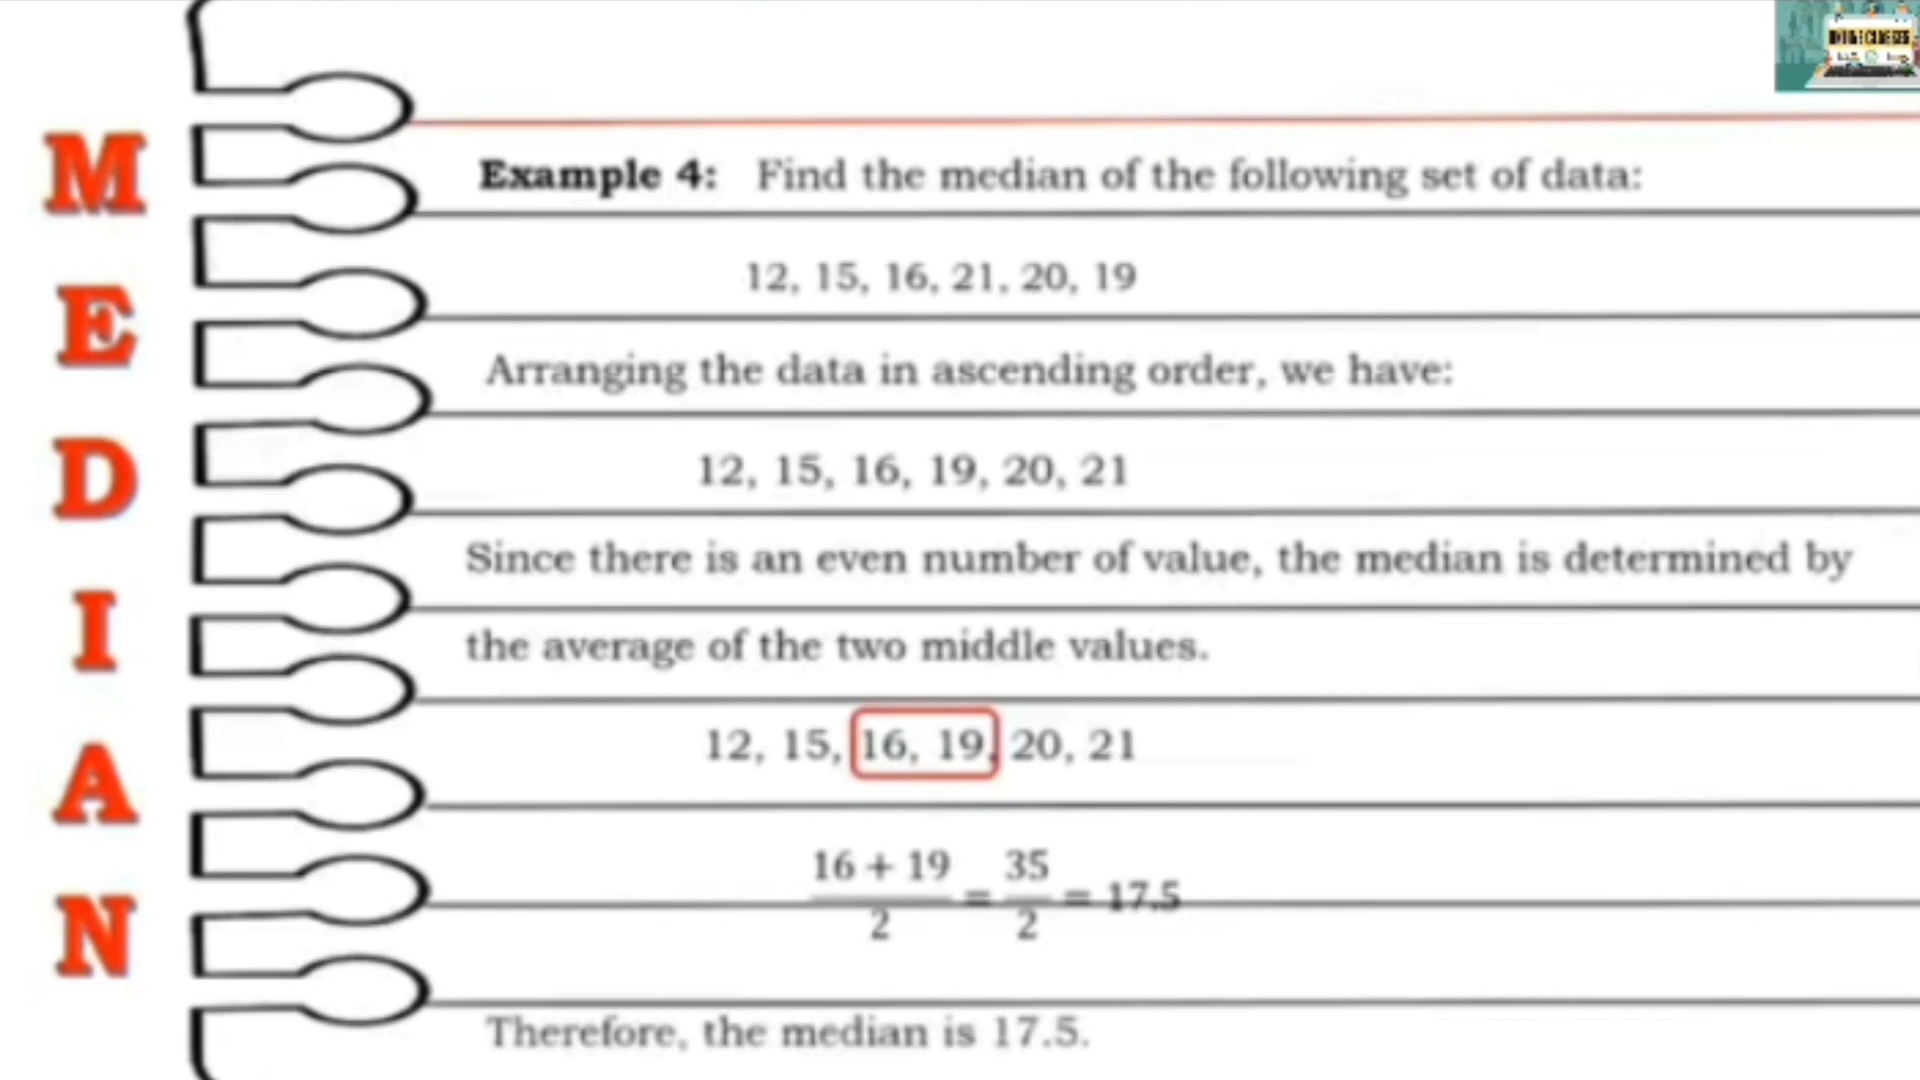 MEDIAN
Example 4: Find the median of the following set of data:
12, 15, 16, 21, 20, 19
Arranging the data in ascending order, we have:
12, 15, 16, 19, 20, 21
Since there is an even number of value, the median is determined by
the average of the two middle values.
12, 15, 16, 19, 20, 21
16 + 19 / 2 = 35 / 2 = 17.5
Therefore, the median is 17.5.